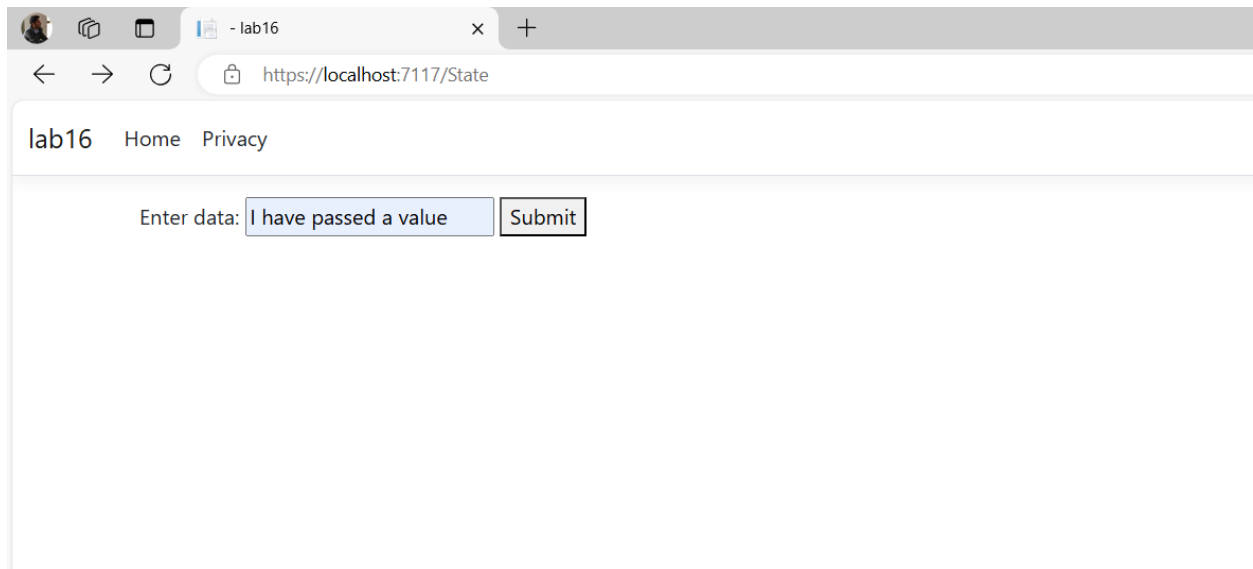 - lab16
https://localhost:7117/State
lab16 Home Privacy
Enter data: I have passed a value Submit